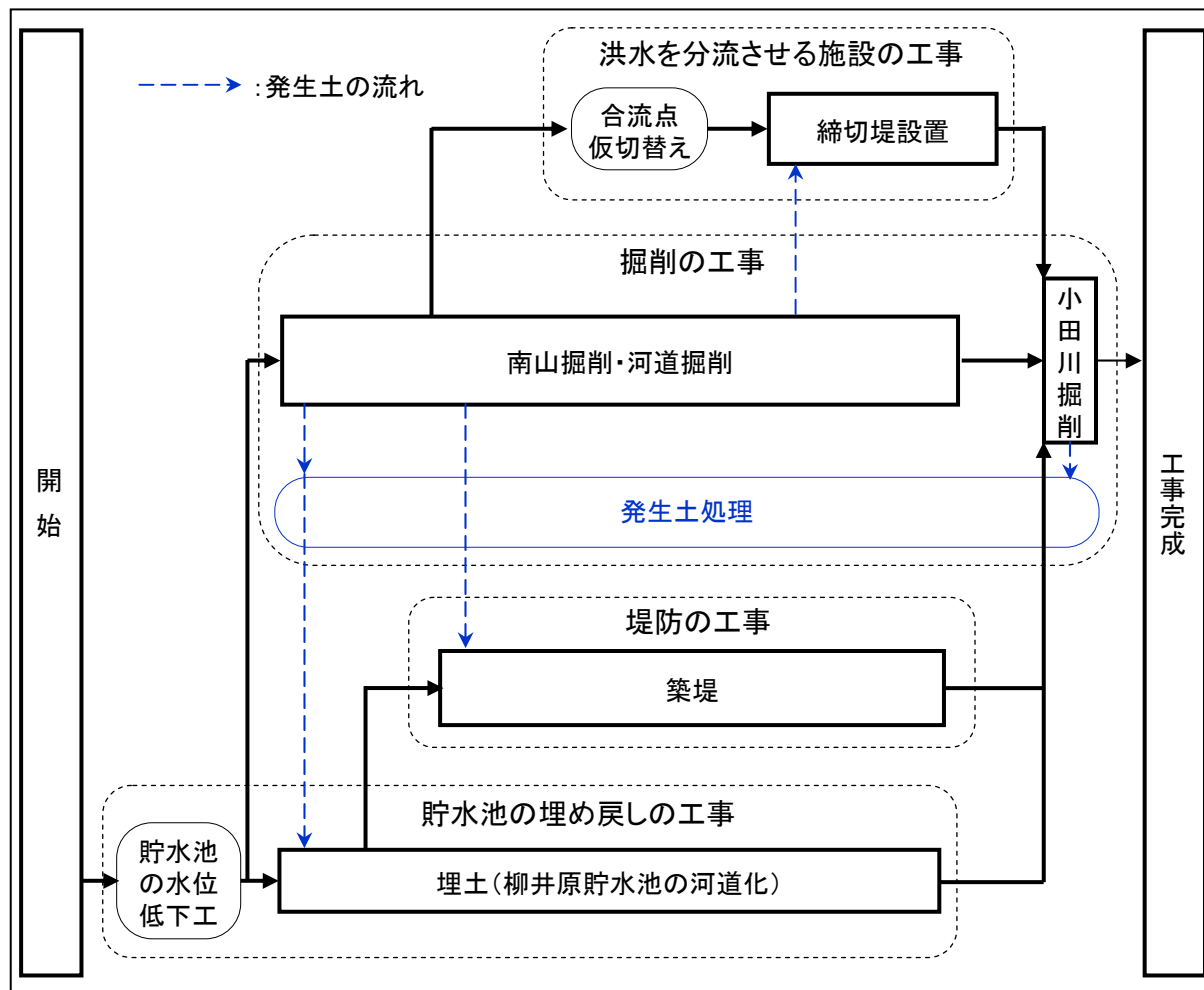 洪水を分流させる施設の工事
:発生土の流れ
合流点
仮切替え
締切堤設置
掘削の工事
南山掘削・河道掘削
小田川掘削
発生土処理
開始
工事完成
堤防の工事
築堤
貯水池の埋め戻しの工事
貯水池
の水位
低下工
埋土(柳井原貯水池の河道化)